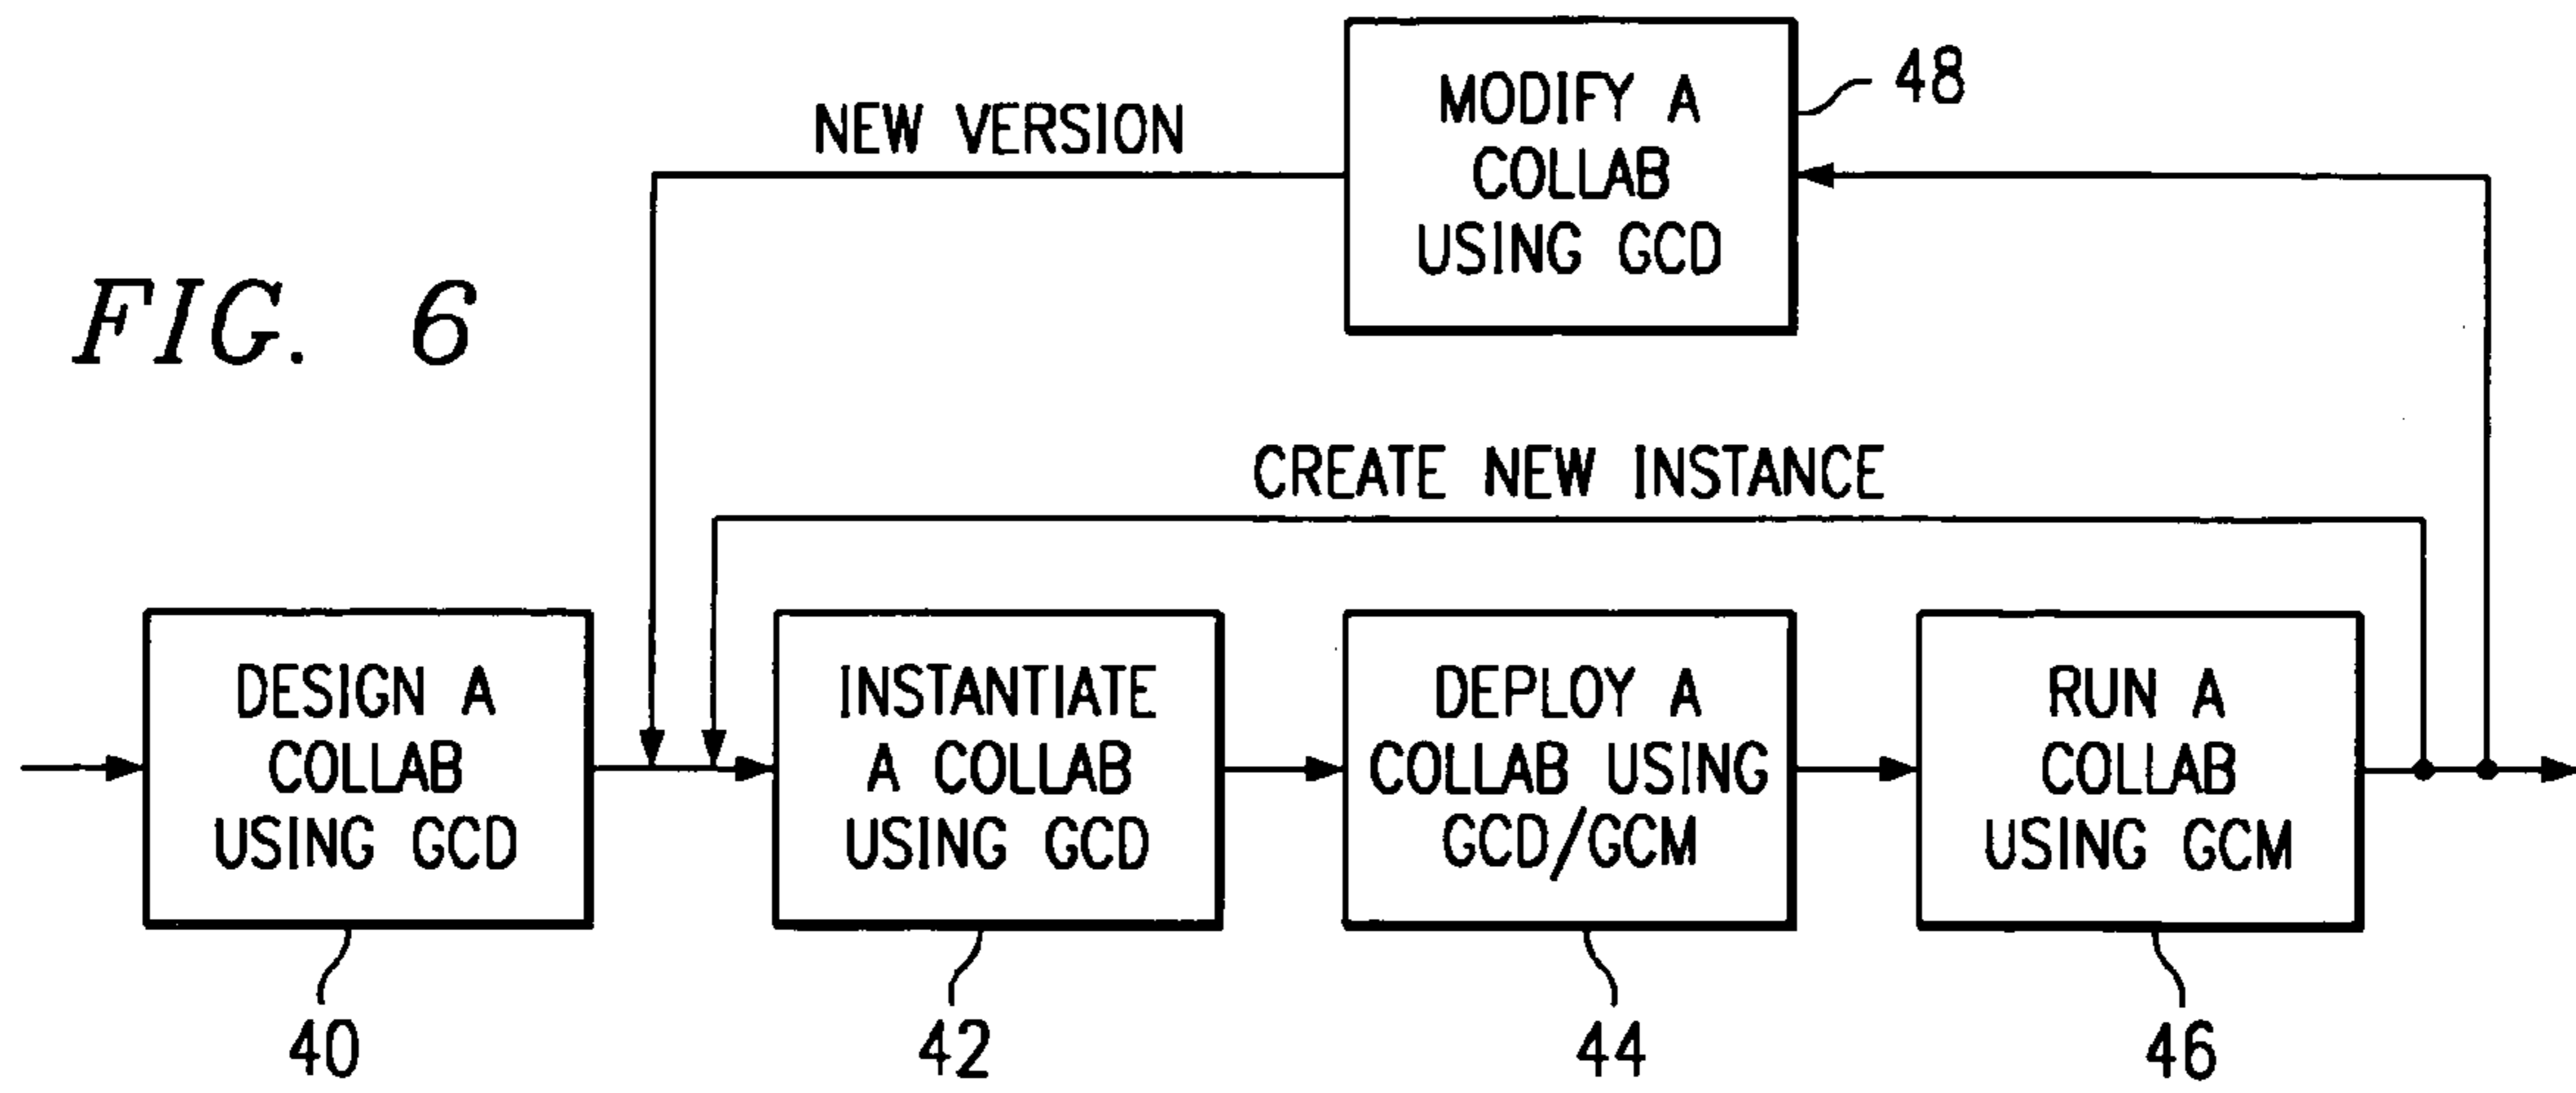 MODIFY A
COLLAB
USING GCD
48
NEW VERSION
FIG. 6
CREATE NEW INSTANCE
DESIGN A
COLLAB
USING GCD
INSTANTIATE
A COLLAB
USING GCD
DEPLOY A
COLLAB USING
GCD/GCM
RUN A
COLLAB
USING GCM
40
42
44
46